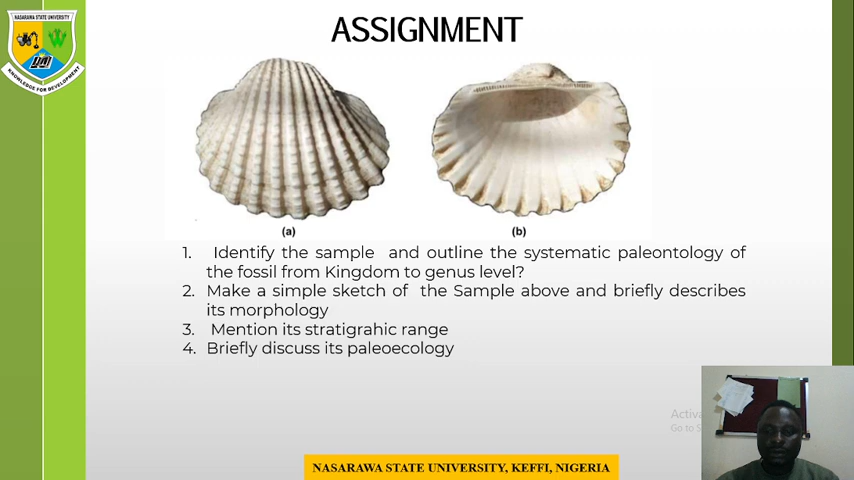 NASARAWA STATE UNIVERSITY
KNOWLEDGE FOR DEVELOPMENT
ASSIGNMENT
(a)
(b)
1. Identify the sample and outline the systematic paleontology of
the fossil from Kingdom to genus level?
2. Make a simple sketch of the Sample above and briefly describes
its morphology
3. Mention its stratigrahic range
4. Briefly discuss its paleoecology
Activa
Go to S
NASARAWA STATE UNIVERSITY, KEFFI, NIGERIA